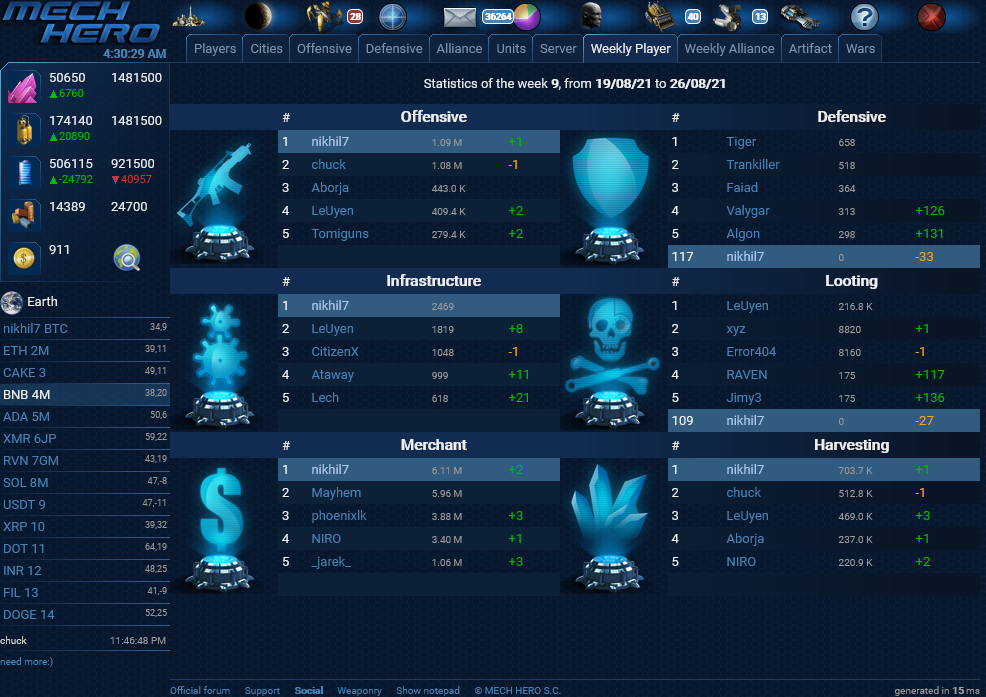 MECH HERO
28 36264 40 13
4:30:29 AM
Players Cities Offensive Defensive Alliance Units Server Weekly Player Weekly Alliance Artifact Wars
50650 1481500
▲6760
174140 1481500
▲20890
506115 921500
▲-24792 ▼40957
14389 24700
911
Earth
nikhil7 BTC 34,9
ETH 2M 39,11
CAKE 3 49,11
BNB 4M 38,20
ADA 5M 50,6
XMR 6JP 59,22
RVN 7GM 43,19
SOL 8M 47,-8
USDT 9 47,-11
XRP 10 39,32
DOT 11 64,19
INR 12 48,25
FIL 13 41,-9
DOGE 14 52,25
chuck 11:46:48 PM
need more:)
Statistics of the week 9, from 19/08/21 to 26/08/21
# Offensive
1 nikhil7 1.09 M +1
2 chuck 1.08 M -1
3 Aborja 443.0 K
4 LeUyen 409.4 K +2
5 Tomiguns 279.4 K +2
# Defensive
1 Tiger 658
2 Trankiller 518
3 Faiad 364
4 Valygar 313 +126
5 Algon 298 +131
117 nikhil7 0 -33
# Infrastructure
1 nikhil7 2469
2 LeUyen 1819 +8
3 CitizenX 1048 -1
4 Ataway 999 +11
5 Lech 618 +21
# Looting
1 LeUyen 216.8 K
2 xyz 8820 +1
3 Error404 8160 -1
4 RAVEN 175 +117
5 Jimy3 175 +136
109 nikhil7 0 -27
# Merchant
1 nikhil7 6.11 M +2
2 Mayhem 5.96 M
3 phoenixlk 3.88 M +3
4 NIRO 3.40 M +1
5 _jarek_ 1.06 M +3
# Harvesting
1 nikhil7 703.7 K +1
2 chuck 512.8 K -1
3 LeUyen 469.0 K +3
4 Aborja 237.0 K +1
5 NIRO 220.9 K +2
Official forum Support Social Weaponry Show notepad © MECH HERO S.C. generated in 15 ms